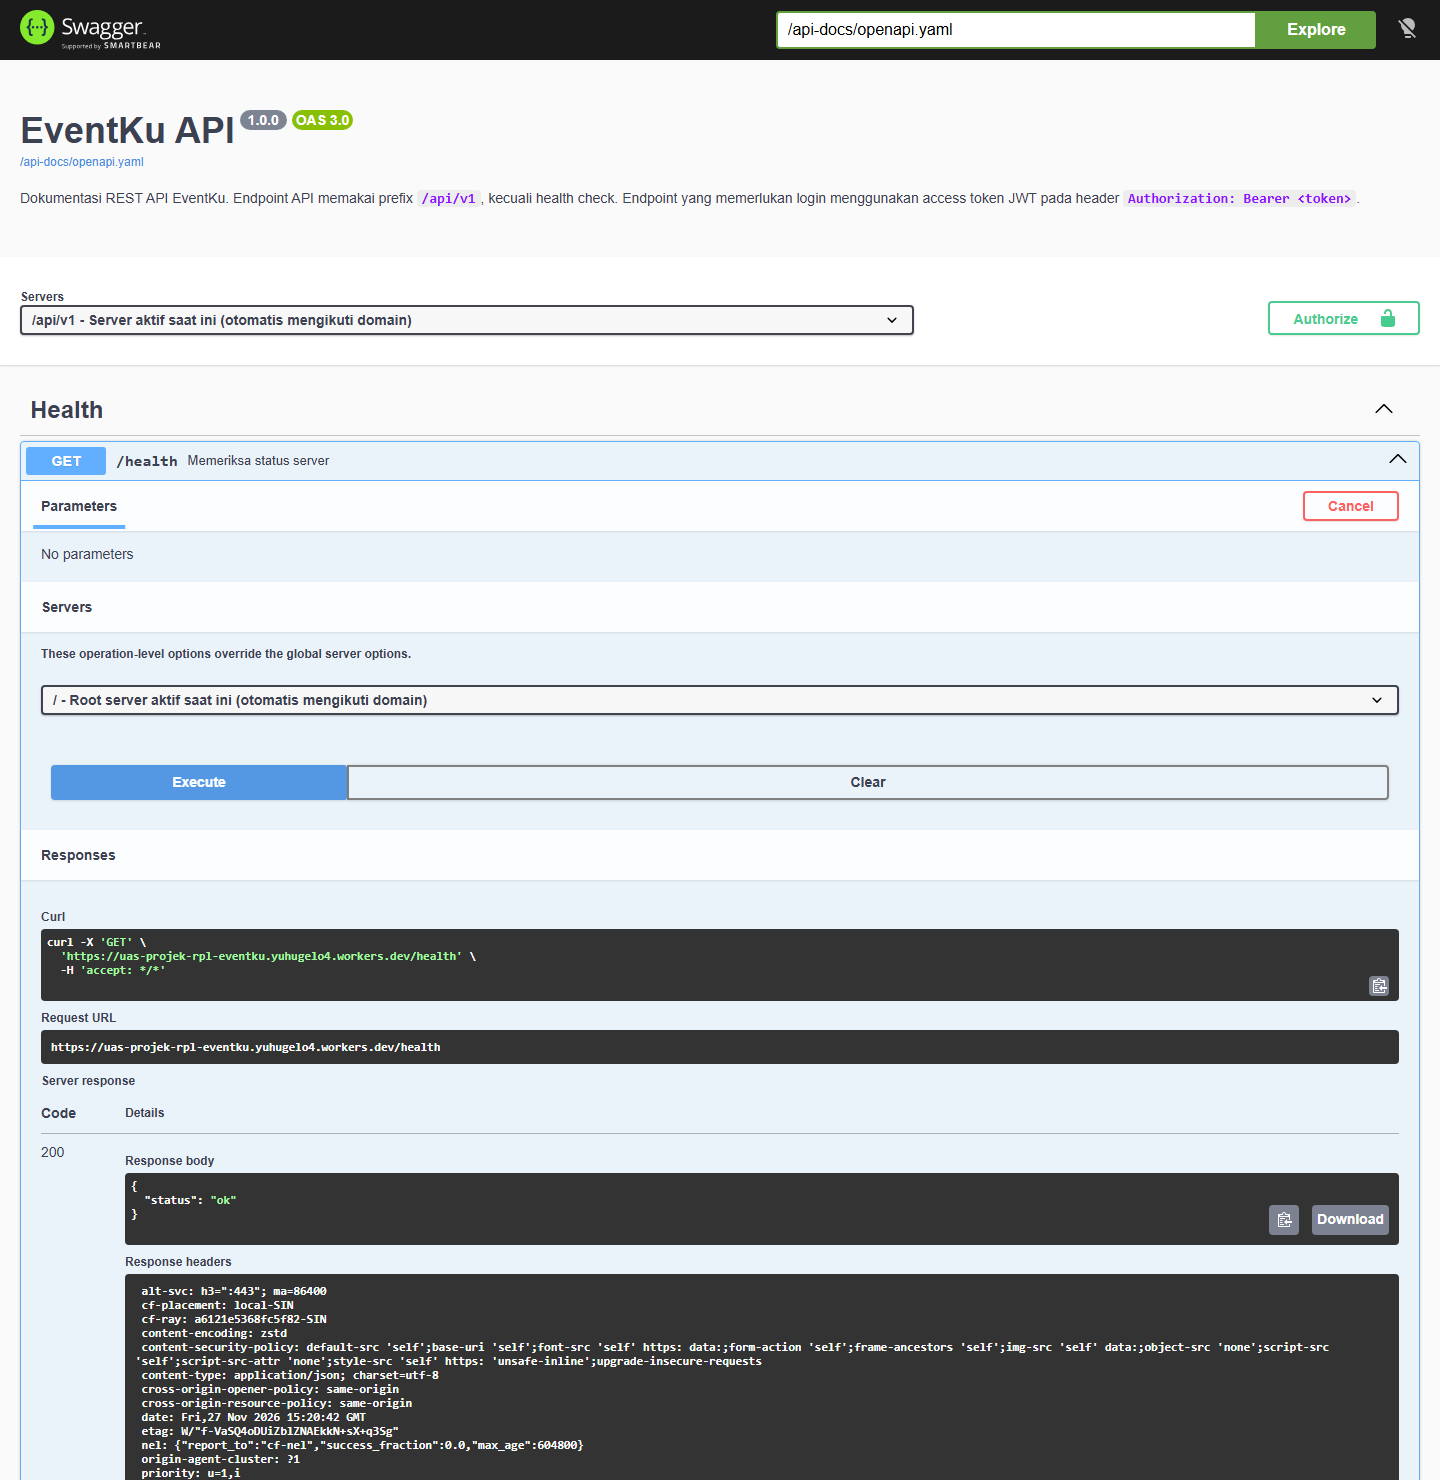 Swagger
Supported by SMARTBEAR
/api-docs/openapi.yaml
Explore
EventKu API 1.0.0 OAS 3.0
/api-docs/openapi.yaml
Dokumentasi REST API EventKu. Endpoint API memakai prefix /api/v1, kecuali health check. Endpoint yang memerlukan login menggunakan access token JWT pada header Authorization: Bearer <token>.
Servers
/api/v1 - Server aktif saat ini (otomatis mengikuti domain)
Authorize
Health
GET /health Memeriksa status server
Parameters
Cancel
No parameters
Servers
These operation-level options override the global server options.
/ - Root server aktif saat ini (otomatis mengikuti domain)
Execute
Clear
Responses
Curl
curl -X 'GET' \
'https://uas-projek-rpl-eventku.yuhugelo4.workers.dev/health' \
-H 'accept: */*'
Request URL
https://uas-projek-rpl-eventku.yuhugelo4.workers.dev/health
Server response
Code Details
200
Response body
{
"status": "ok"
}
Download
Response headers
alt-svc: h3=":443"; ma=86400
cf-placement: local-SIN
cf-ray: a6121e5368fc5f82-SIN
content-encoding: zstd
content-security-policy: default-src 'self';base-uri 'self';font-src 'self' https: data:;form-action 'self';frame-ancestors 'self';img-src 'self' data:;object-src 'none';script-src
'self';script-src-attr 'none';style-src 'self' https: 'unsafe-inline';upgrade-insecure-requests
content-type: application/json; charset=utf-8
cross-origin-opener-policy: same-origin
cross-origin-resource-policy: same-origin
date: Fri,27 Nov 2026 15:20:42 GMT
etag: W/"f-VaSQ4oDUiZblZNAEkkN+sX+q3Sg"
nel: {"report_to":"cf-nel","success_fraction":0.0,"max_age":604800}
origin-agent-cluster: ?1
priority: u=1,i